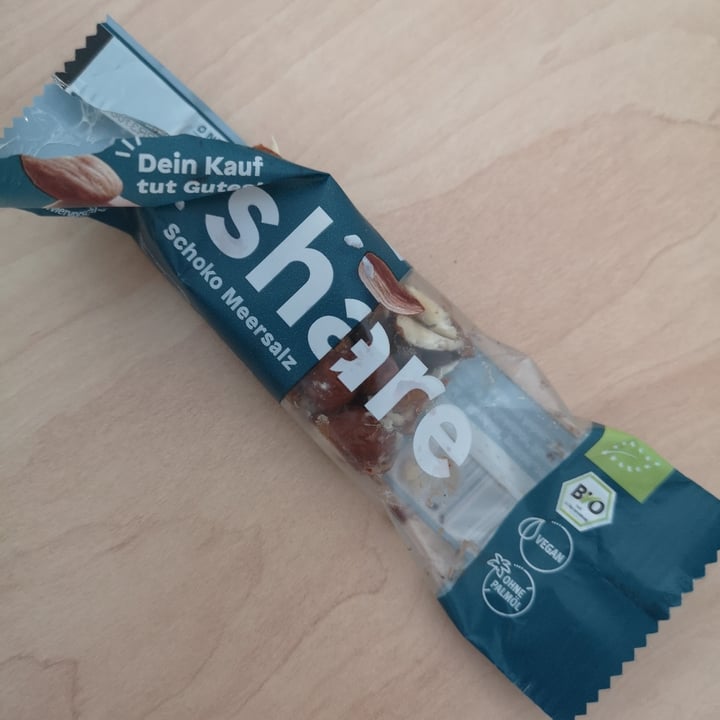 Dein Kauf
tut Gutes!
share
Schoko Meersalz
BIO
VEGAN
OHNE
PALMÖL